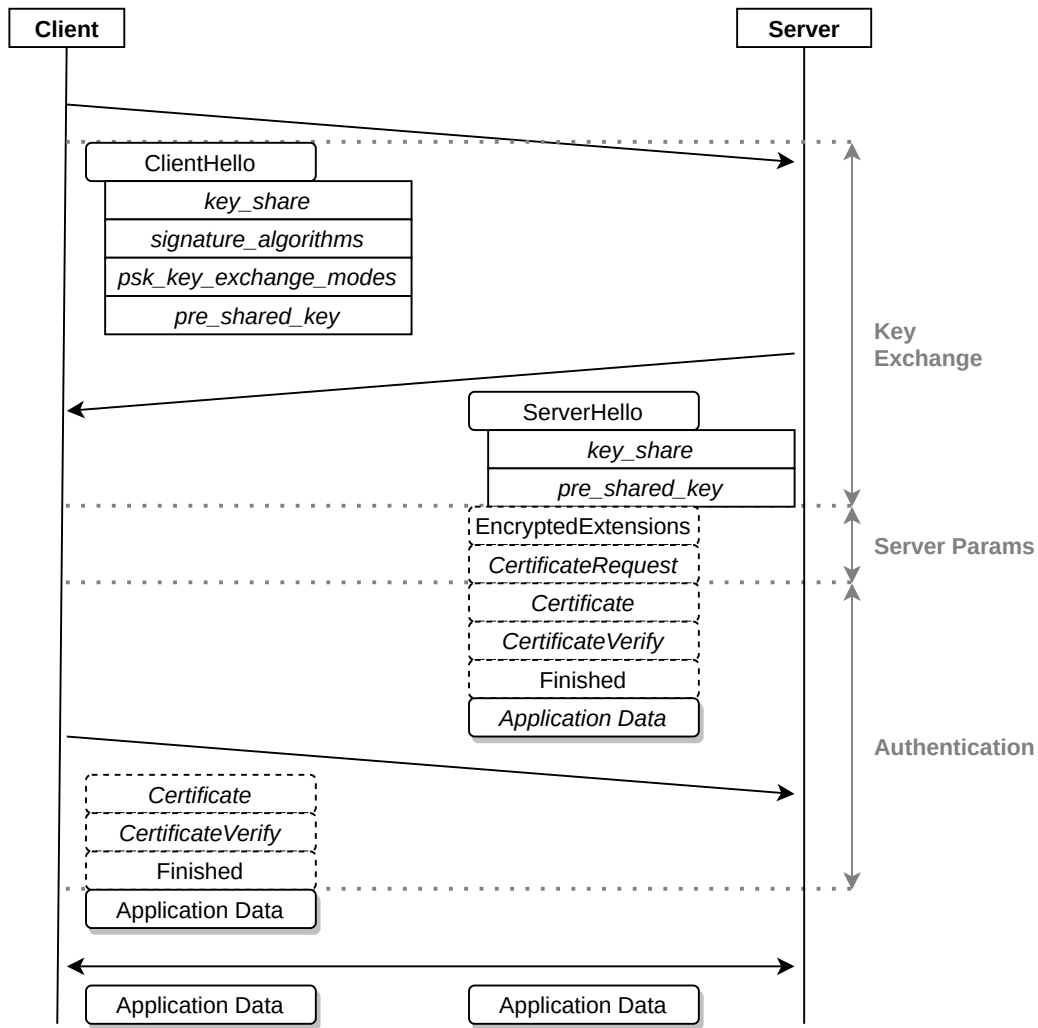 Client
Server
ClientHello
key_share
signature_algorithms
psk_key_exchange_modes
pre_shared_key
Key
Exchange
ServerHello
key_share
pre_shared_key
EncryptedExtensions
Server Params
CertificateRequest
Certificate
CertificateVerify
Finished
Application Data
Authentication
Certificate
CertificateVerify
Finished
Application Data
Application Data
Application Data